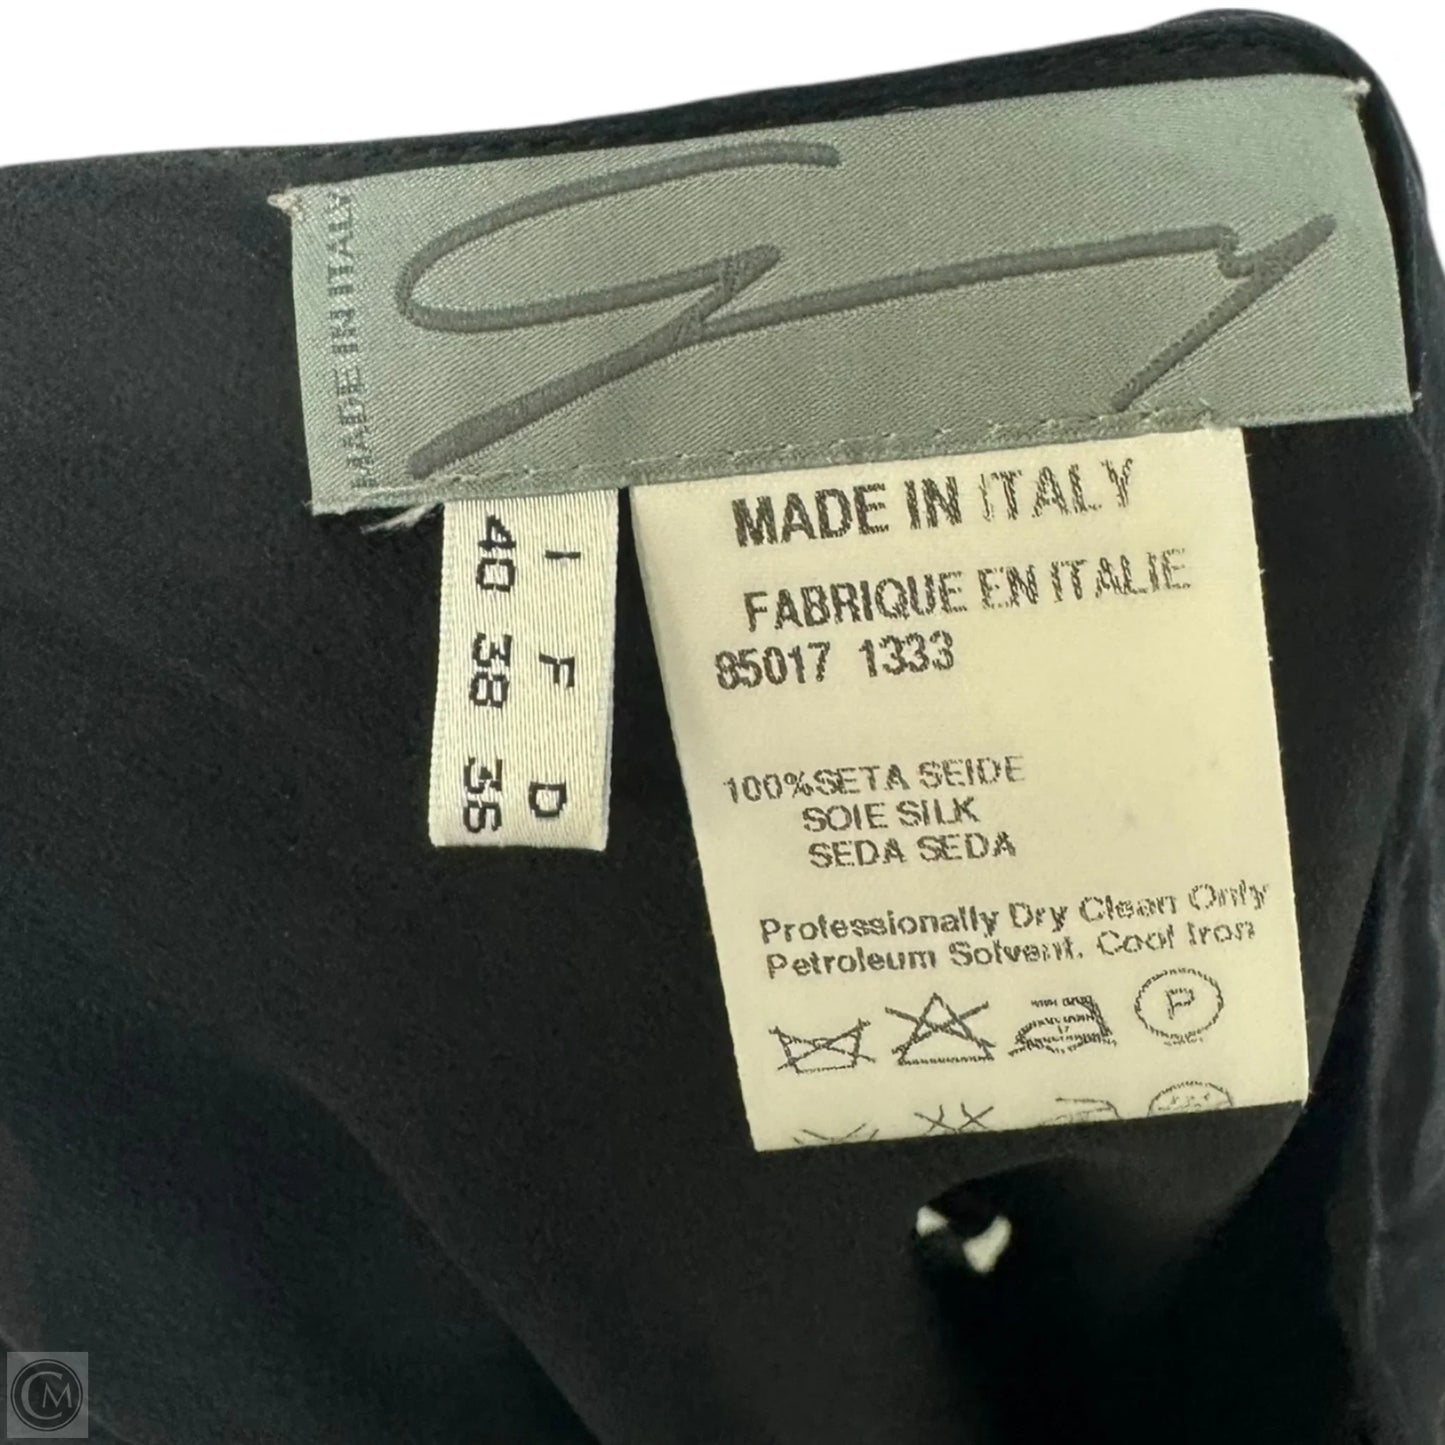 MADE IN ITALY
I F D
40 38 36
MADE IN ITALY
FABRIQUE EN ITALIE
85017 1333
100%SETA SEIDE
SOIE SILK
SEDA SEDA
Professionally Dry Clean Only
Petroleum Solvent. Cool Iron
P
CM